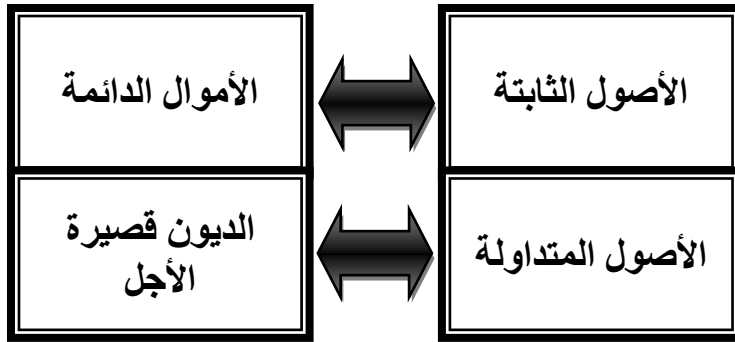 الأصول الثابتة
الأموال الدائمة
الأصول المتداولة
الديون قصيرة
الأجل